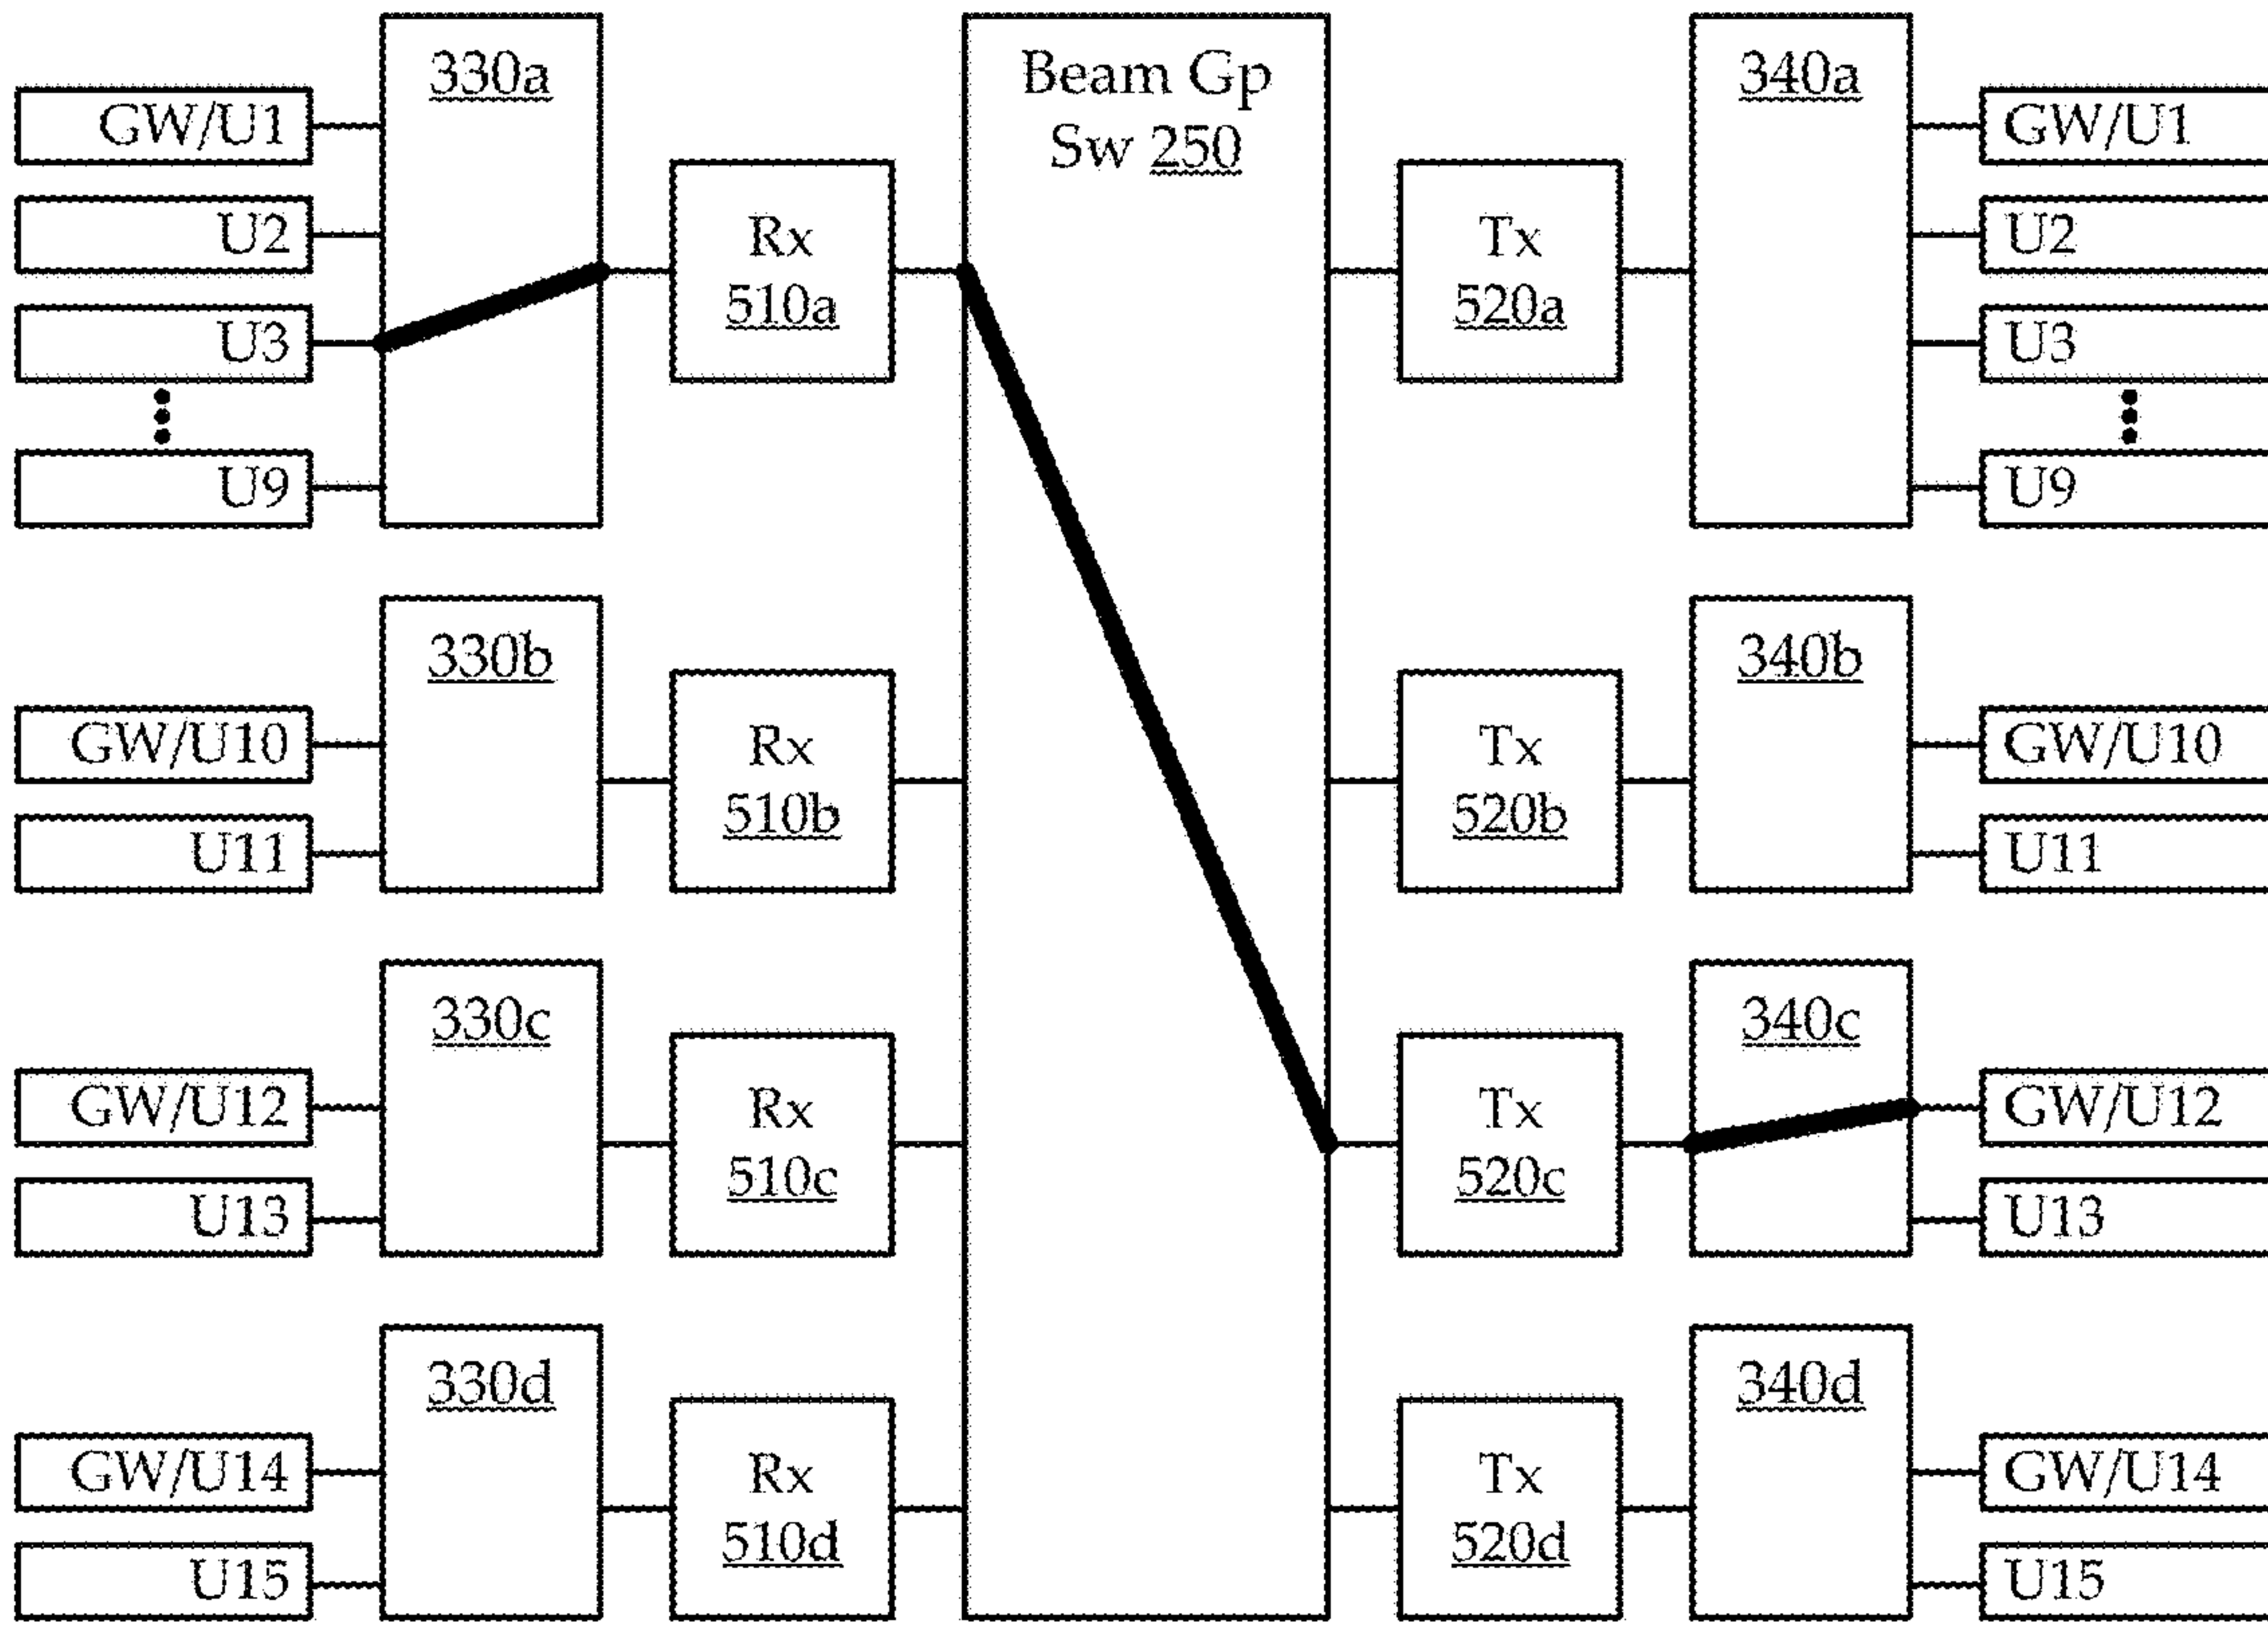 GW/U1
U2
U3
U9
GW/U10
U11
GW/U12
U13
GW/U14
U15
330a
330b
330c
330d
Rx
510a
Rx
510b
Rx
510c
Rx
510d
Beam Gp
Sw 250
Tx
520a
Tx
520b
Tx
520c
Tx
520d
340a
340b
340c
340d
GW/U1
U2
U3
U9
GW/U10
U11
GW/U12
U13
GW/U14
U15